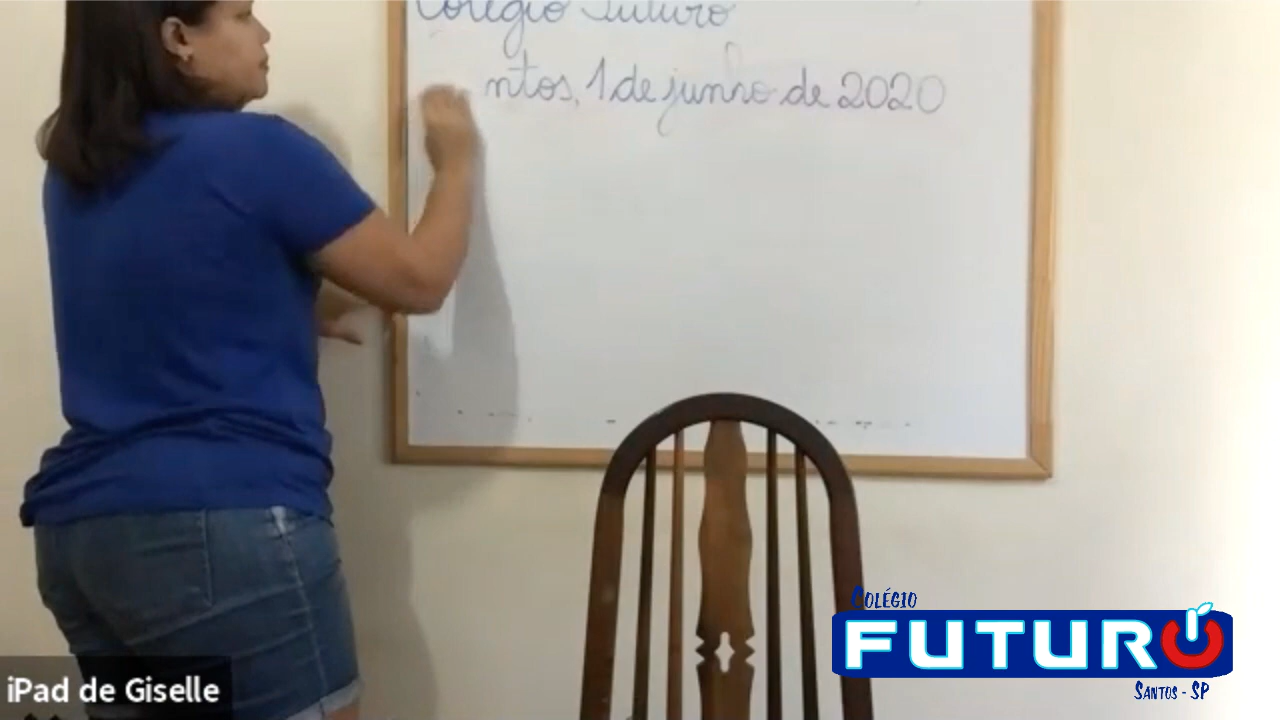 Colégio Futuro
ntos, 1 de junho de 2020
iPad de Giselle
COLÉGIO
FUTURO
SANTOS - SP